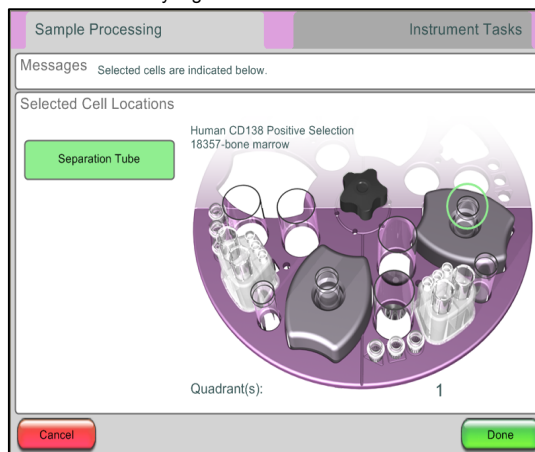 Sample Processing
Instrument Tasks
Messages Selected cells are indicated below.
Selected Cell Locations
Separation Tube
Human CD138 Positive Selection
18357-bone marrow
Quadrant(s): 1
Cancel
Done